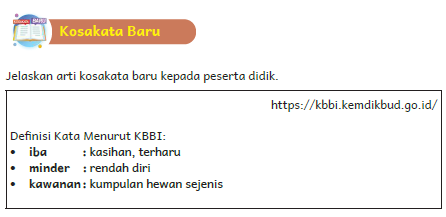 Kosakata Baru
Jelaskan arti kosakata baru kepada peserta didik.
https://kbbi.kemdikbud.go.id/
Definisi Kata Menurut KBBI:
• iba : kasihan, terharu
• minder : rendah diri
• kawanan : kumpulan hewan sejenis